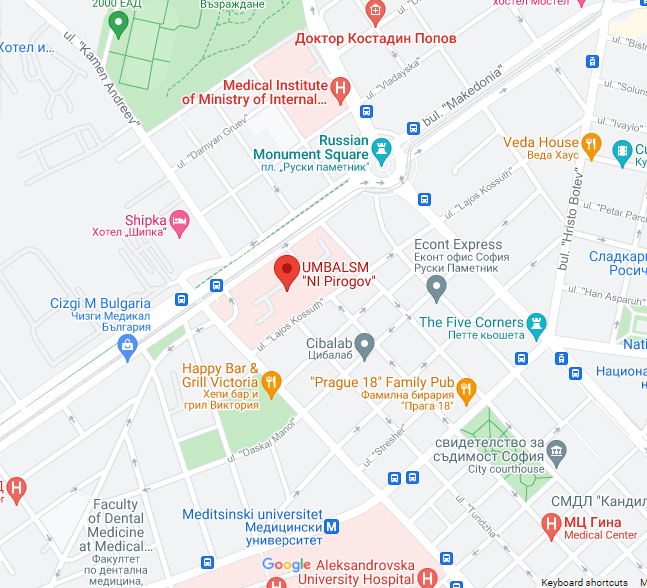 2000 ЕАД
Възраждане
хостел Мостел
Хотел и...
Доктор Костадин Попов
ul. "Kamen Andreev"
ul. "Vladayska"
bul. "Makedonia"
ul. "Bistr
ul. "Soluns
Medical Institute
of Ministry of Internal...
ul. "Damyan Gruev"
ul. "Ivaylo"
Russian
Monument Square
пл. „Руски паметник“
Veda House
Веда Хаус
Cu
Ку
ul. "Lajos Kossuth"
bul. "Hristo Botev"
ul. "Petar Parc
Shipka
Хотел „Шипка“
Econt Express
Еконт офис София
Руски Паметник
Сладкар
Росич
UMBALSM
"NI Pirogov"
ul. "Han Asparuh"
Cizgi M Bulgaria
Чизги Медикал
България
ul. "Lajos Kossuth"
The Five Corners
Петте кьошета
Cibalab
Цибалаб
Nati
Национа
н
Happy Bar &
Grill Victoria
Хепи бар и
грил Виктория
"Prague 18" Family Pub
Фамилна бирария
"Прага 18"
ul. "Daskal Manol"
ul. "Stresher"
свидетелство за
съдимост София
City courthouse
Faculty
of Dental
Medicine
at Medical...
Факултет
по дентална
медицина,
Meditsinski universitet
Медицински
университет
ul. "Tundzha"
СМДЛ "Кандил
МЦ Гина
Medical Center
Google
Aleksandrovska
University Hospital
Keyboard shortcuts
M